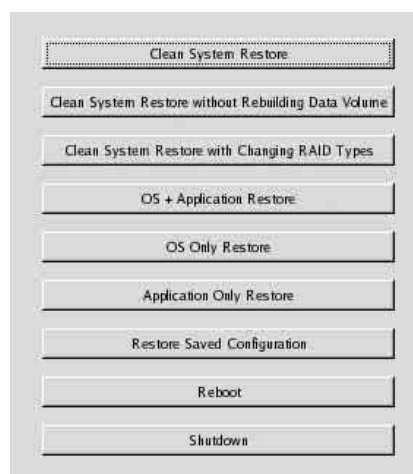 Clean System Restore
Clean System Restore without Rebuilding Data Volume
Clean System Restore with Changing RAID Types
OS + Application Restore
OS Only Restore
Application Only Restore
Restore Saved Configuration
Reboot
Shutdown